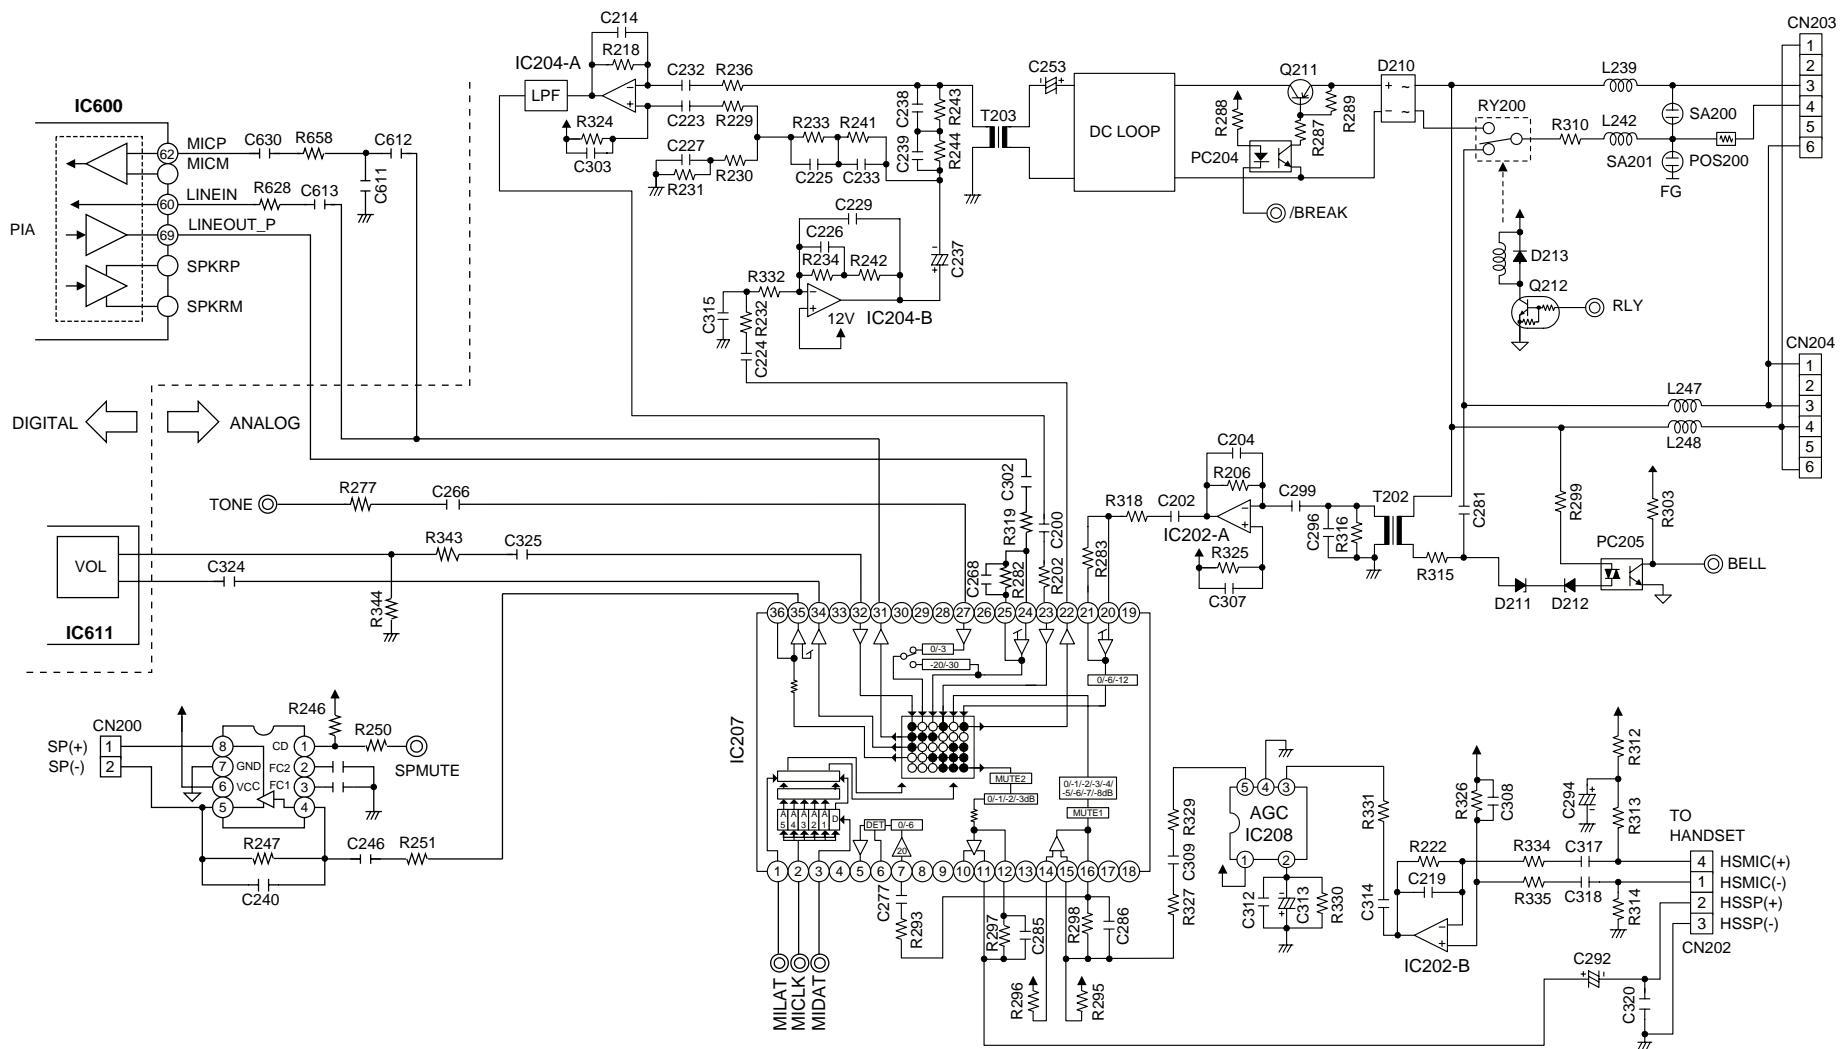 C214
R218
IC204-A
LPF
C232
R236
R324
C303
C223
R229
C227
R231
R230
R233
R241
C225
C233
C238
R243
C239
R244
T203
C253
DC LOOP
Q211
D210
R288
R287
R289
PC204
/BREAK
L239
RY200
R310
L242
SA200
SA201
POS200
FG
CN203
1
2
3
4
5
6
IC600
PIA
62
MICP
MICM
C630
R658
C612
C611
60
LINEIN
R628
C613
69
LINEOUT_P
SPKRP
SPKRM
C229
C226
R234
R242
R332
C315
R232
C224
12V
IC204-B
C237
D213
Q212
RLY
CN204
1
2
3
4
5
6
L247
L248
DIGITAL
ANALOG
TONE
R277
C266
VOL
IC611
R343
C325
C324
R344
C302
R319
C200
C268
R282
R202
R283
R318
C202
C204
R206
IC202-A
R325
C307
C299
C296
R316
T202
R315
C281
R299
R303
PC205
BELL
D211
D212
36 35 34 33 32 31 30 29 28 27 26 25 24 23 22 21 20 19
IC207
0/-3
-20/-30
0/-6/-12
MUTE2
0/-1/-2/-3dB
0/-1/-2/-3/-4/
-5/-6/-7/-8dB
MUTE1
A5 A4 A3 A2 A1 D
DET
0/-6
20
1 2 3 4 5 6 7 8 9 10 11 12 13 14 15 16 17 18
MILAT
MICLK
MIDAT
C277
R293
R297
C285
R298
C286
R296
R295
CN200
SP(+)
1
SP(-)
2
R246
R250
SPMUTE
8
7
GND
6
VCC
5
CD
1
FC2
2
FC1
3
4
R247
C240
C246
R251
R329
C309
R327
AGC
IC208
5
4
3
1
2
C312
C313
R330
R331
C314
R222
C219
IC202-B
R326
C308
R334
C317
R335
C318
C294
R312
R313
R314
TO
HANDSET
4
HSMIC(+)
1
HSMIC(-)
2
HSSP(+)
3
HSSP(-)
CN202
C292
C320